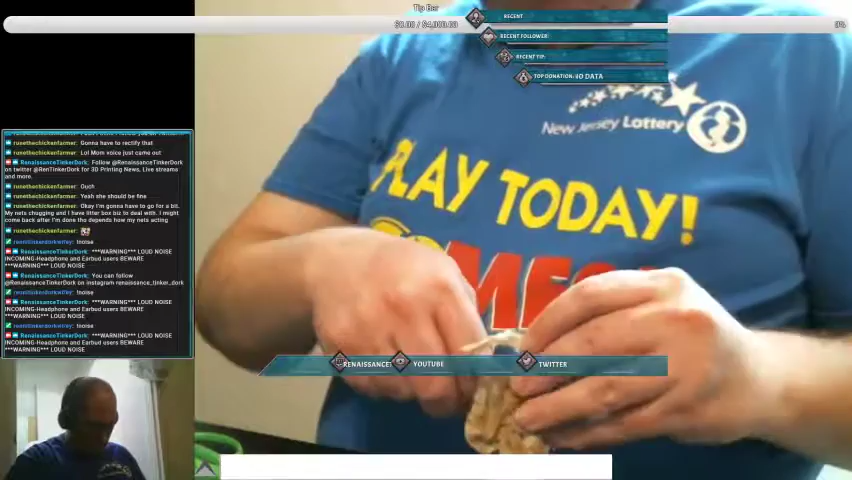 Tip Bar
$0.00 / $4,000.00
0%
RECENT
RECENT FOLLOWER:
RECENT TIP:
TOP DONATION: NO DATA
New Jersey Lottery
PLAY TODAY!
runethechickenfarmer: Gonna have to rectify that
runethechickenfarmer: Lol Mom voice just came out
RenaissanceTinkerDork: Follow @RenaissanceTinkerDork
on twitter @RenTinkerDork for 3D Printing News, Live streams
and more.
runethechickenfarmer: Ouch
runethechickenfarmer: Yeah she should be fine
runethechickenfarmer: Okay I'm gonna have to go for a bit.
My nets chugging and I have litter box biz to deal with. I might
come back after I'm done tho depends how my nets acting
runethechickenfarmer:
!noise
RenaissanceTinkerDork: ***WARNING*** LOUD NOISE
INCOMING-Headphone and Earbud users BEWARE
***WARNING*** LOUD NOISE
RenaissanceTinkerDork: You can follow
@RenaissanceTinkerDork on instagram renaissance_tinker_dork
!noise
RenaissanceTinkerDork: ***WARNING*** LOUD NOISE
INCOMING-Headphone and Earbud users BEWARE
***WARNING*** LOUD NOISE
!noise
RenaissanceTinkerDork: ***WARNING*** LOUD NOISE
INCOMING-Headphone and Earbud users BEWARE
***WARNING*** LOUD NOISE
RENAISSANCET
YOUTUBE
TWITTER